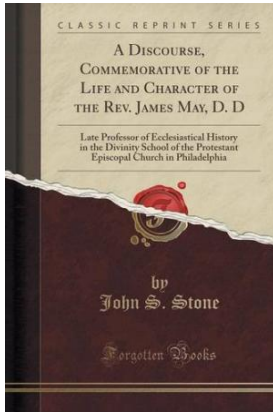 CLASSIC REPRINT SERIES
A Discourse,
Commemorative of the
Life and Character of
the Rev. James May, D. D
Late Professor of Ecclesiastical History
in the Divinity School of the Protestant
Episcopal Church in Philadelphia
by
John S. Stone
Forgotten Books